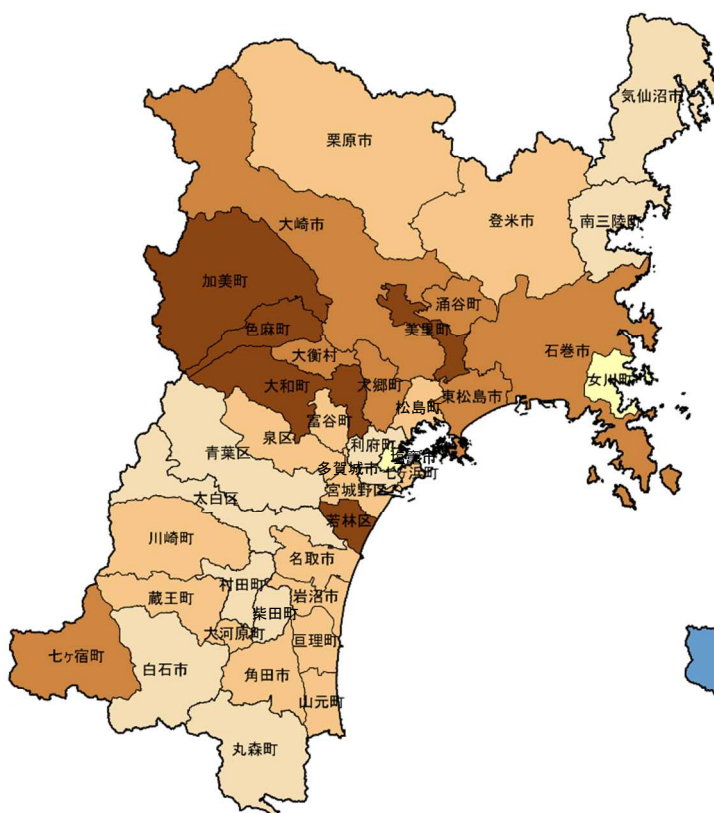 気仙沼市
栗原市
登米市
南三陸町
大崎市
加美町
涌谷町
色麻町
美里町
石巻市
大衡村
女川町
大和町
大郷町
東松島市
松島町
富谷町
泉区
利府町
青葉区
塩竈市
多賀城市
七ヶ浜町
宮城野区
太白区
若林区
川崎町
名取市
村田町
蔵王町
岩沼市
柴田町
大河原町
亘理町
七ヶ宿町
白石市
角田市
山元町
丸森町